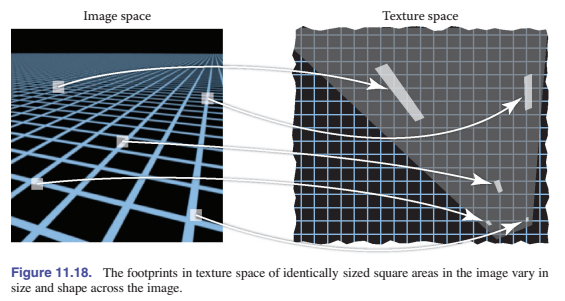 Image space
Texture space
Figure 11.18. The footprints in texture space of identically sized square areas in the image vary in
size and shape across the image.